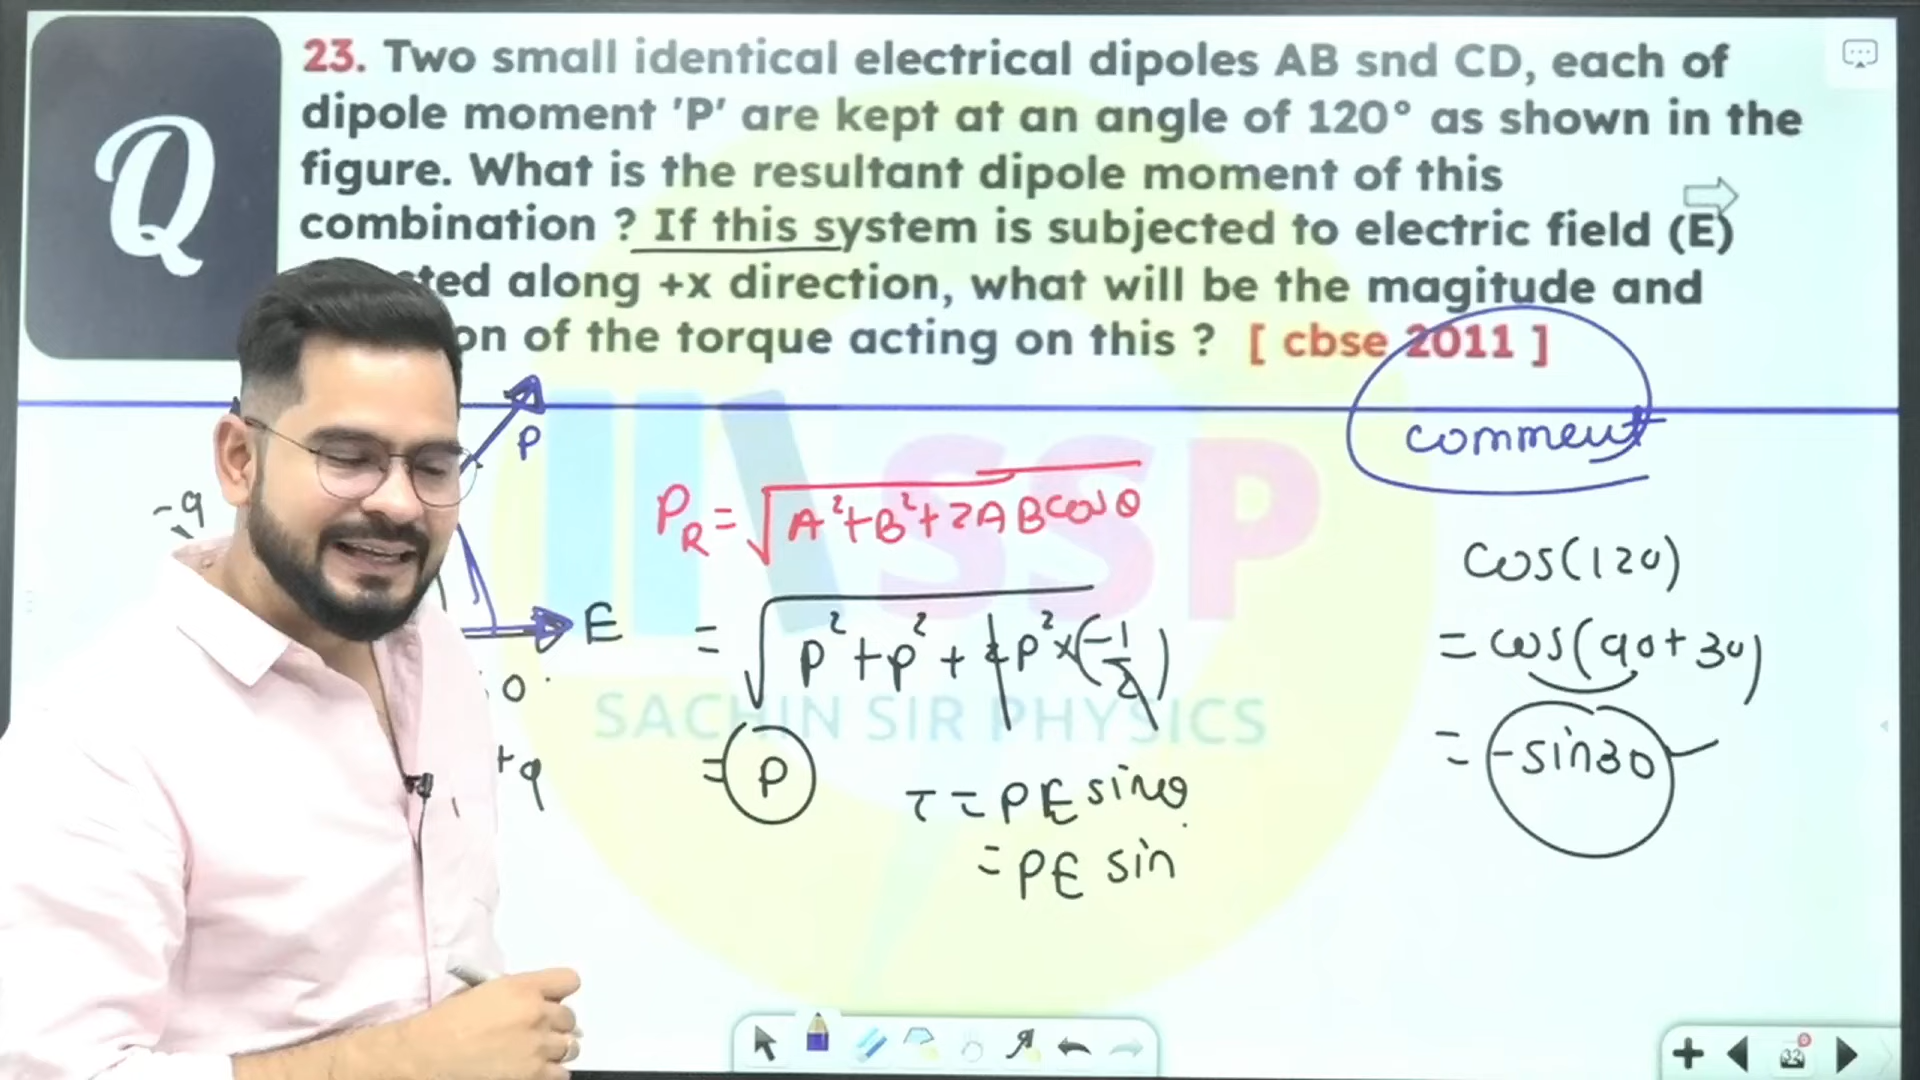 Q
23. Two small identical electrical dipoles AB snd CD, each of
dipole moment 'P' are kept at an angle of 120° as shown in the
figure. What is the resultant dipole moment of this
combination ? If this system is subjected to electric field (E)
ted along +x direction, what will be the magitude and
on of the torque acting on this ? [ cbse 2011 ]
comment
P
-q
P_R = √A²+B²+2ABcosθ
cos(120)
E
= √P²+P²+2P²×(-1/2)
= cos(90+30)
0
SSP
SACHIN SIR PHYSICS
= -sin30
+q
= P
τ = PE sinθ
= PE sin
32